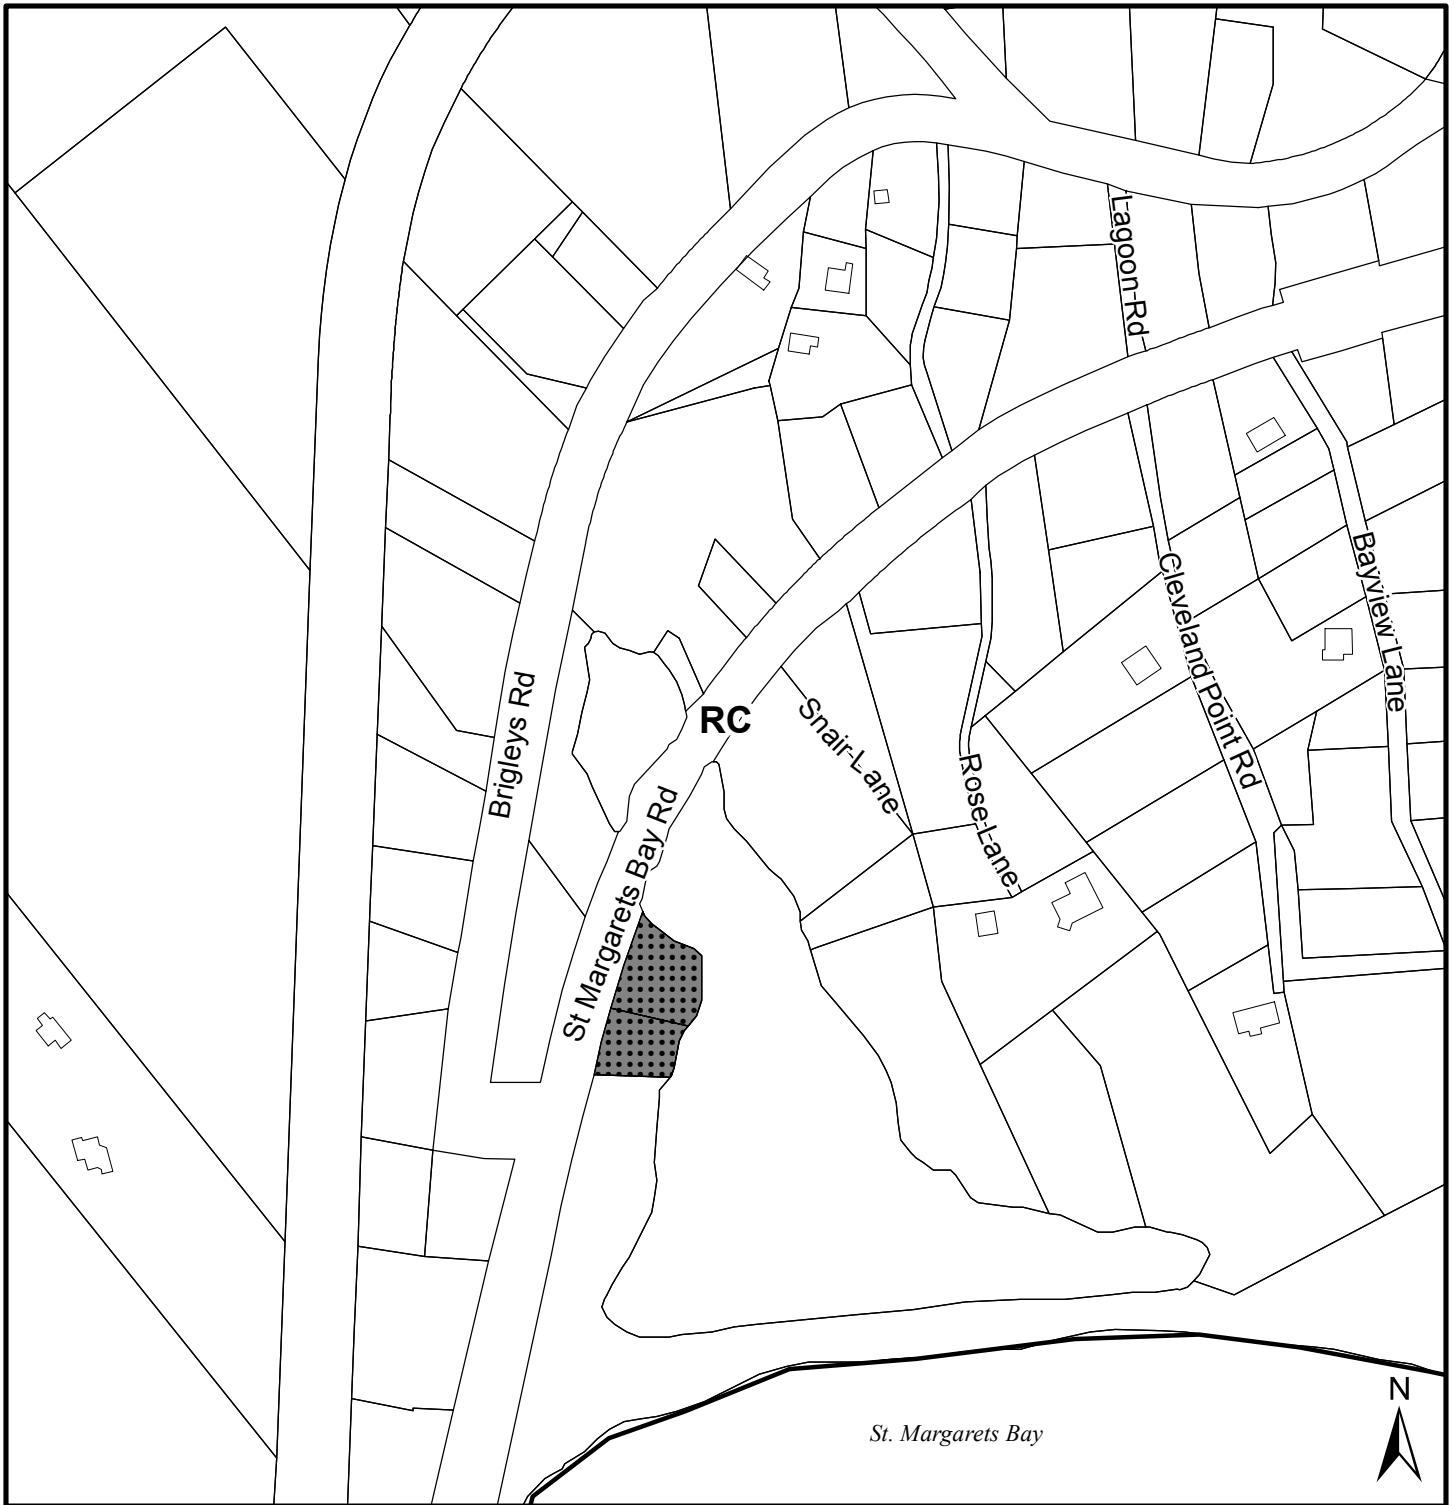 Lagoon Rd
Bayview Lane
Cleveland Point Rd
Brigleys Rd
RC
Snair Lane
Rose Lane
St Margarets Bay Rd
N
St. Margarets Bay